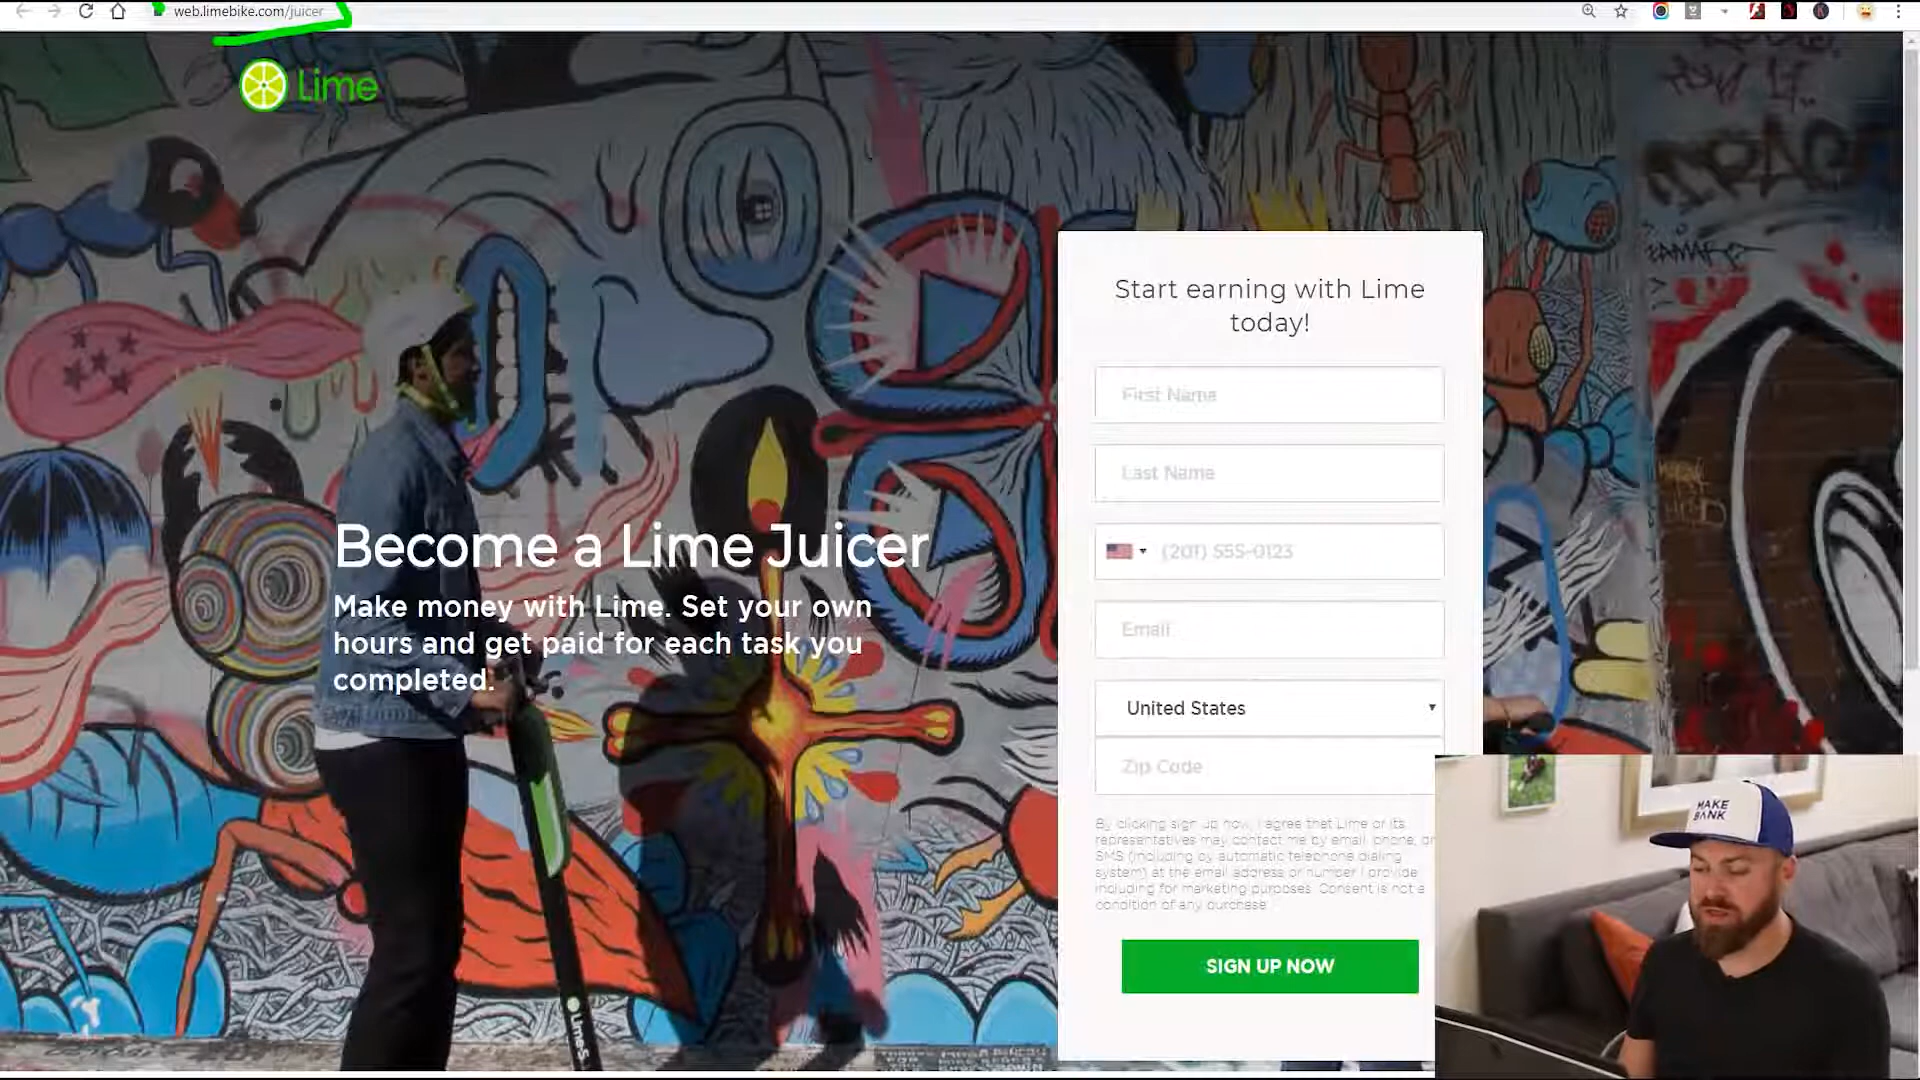 web.limebike.com/juicer
Lime
Start earning with Lime
today!
First Name
Last Name
(201) 555-0123
Email
United States
Zip Code
By clicking sign up now, I agree that Lime or its
representatives may contact me by email, phone, or
SMS (including by automatic telephone dialing
system) at the email address or number I provide
including for marketing purposes. Consent is not a
condition of any purchase.
SIGN UP NOW
Become a Lime Juicer
Make money with Lime. Set your own
hours and get paid for each task you
completed.
Lime-S
MAKE
BANK